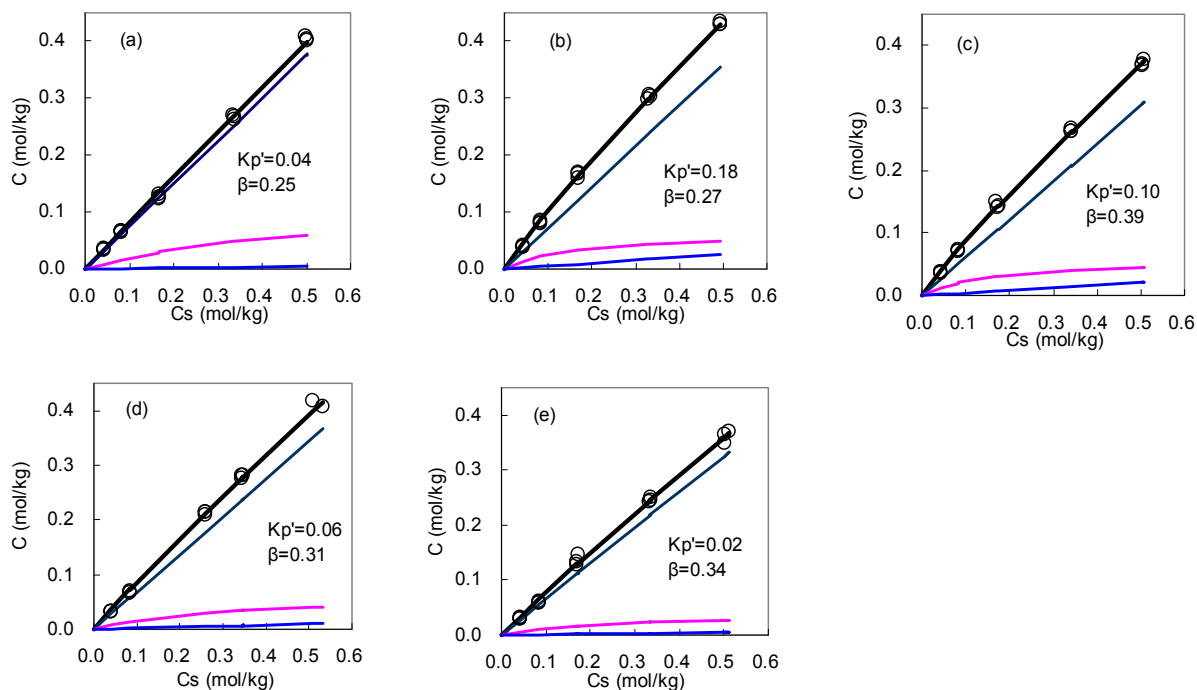 (a)
0.4
0.3
0.2
0.1
0.0
C (mol/kg)
Kp'=0.04
β=0.25
0.0 0.1 0.2 0.3 0.4 0.5 0.6
Cs (mol/kg)
(b)
0.4
0.3
0.2
0.1
0.0
C (mol/kg)
Kp'=0.18
β=0.27
0.0 0.1 0.2 0.3 0.4 0.5 0.6
Cs (mol/kg)
(c)
0.4
0.3
0.2
0.1
0.0
C (mol/kg)
Kp'=0.10
β=0.39
0.0 0.1 0.2 0.3 0.4 0.5 0.6
Cs (mol/kg)
(d)
0.4
0.3
0.2
0.1
0.0
C (mol/kg)
Kp'=0.06
β=0.31
0.0 0.1 0.2 0.3 0.4 0.5 0.6
Cs (mol/kg)
(e)
0.4
0.3
0.2
0.1
0.0
C (mol/kg)
Kp'=0.02
β=0.34
0.0 0.1 0.2 0.3 0.4 0.5 0.6
Cs (mol/kg)